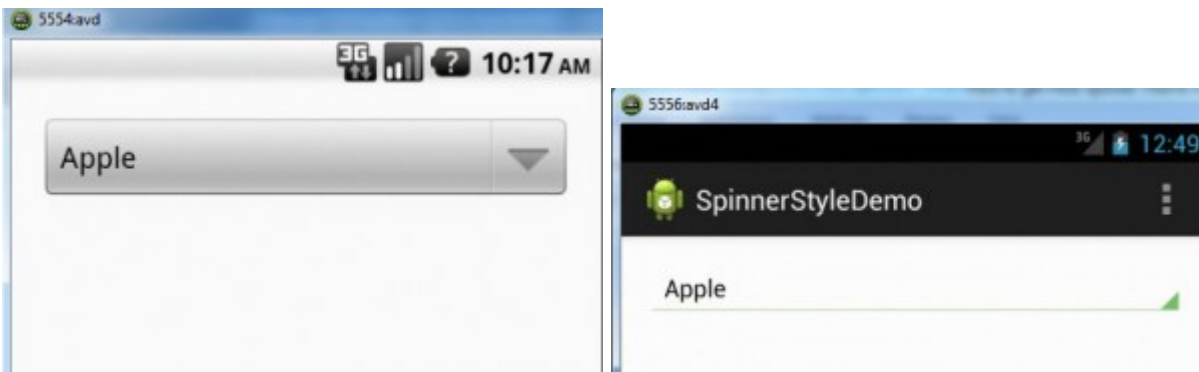 5554:avd
3G ? 10:17 AM
Apple
5556:avd4
3G 12:49
SpinnerStyleDemo
Apple